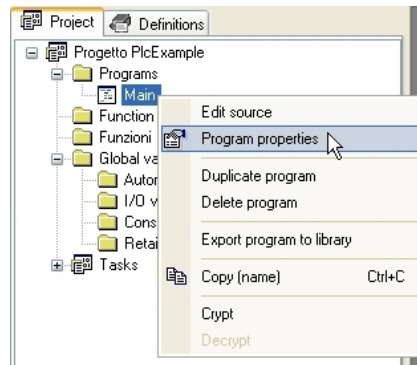 Project Definitions
Progetto PlcExample
Programs
Main
Function
Funzioni
Global va
Autor
I/O v
Cons
Retai
Tasks
Edit source
Program properties
Duplicate program
Delete program
Export program to library
Copy (name) Ctrl+C
Crypt
Decrypt